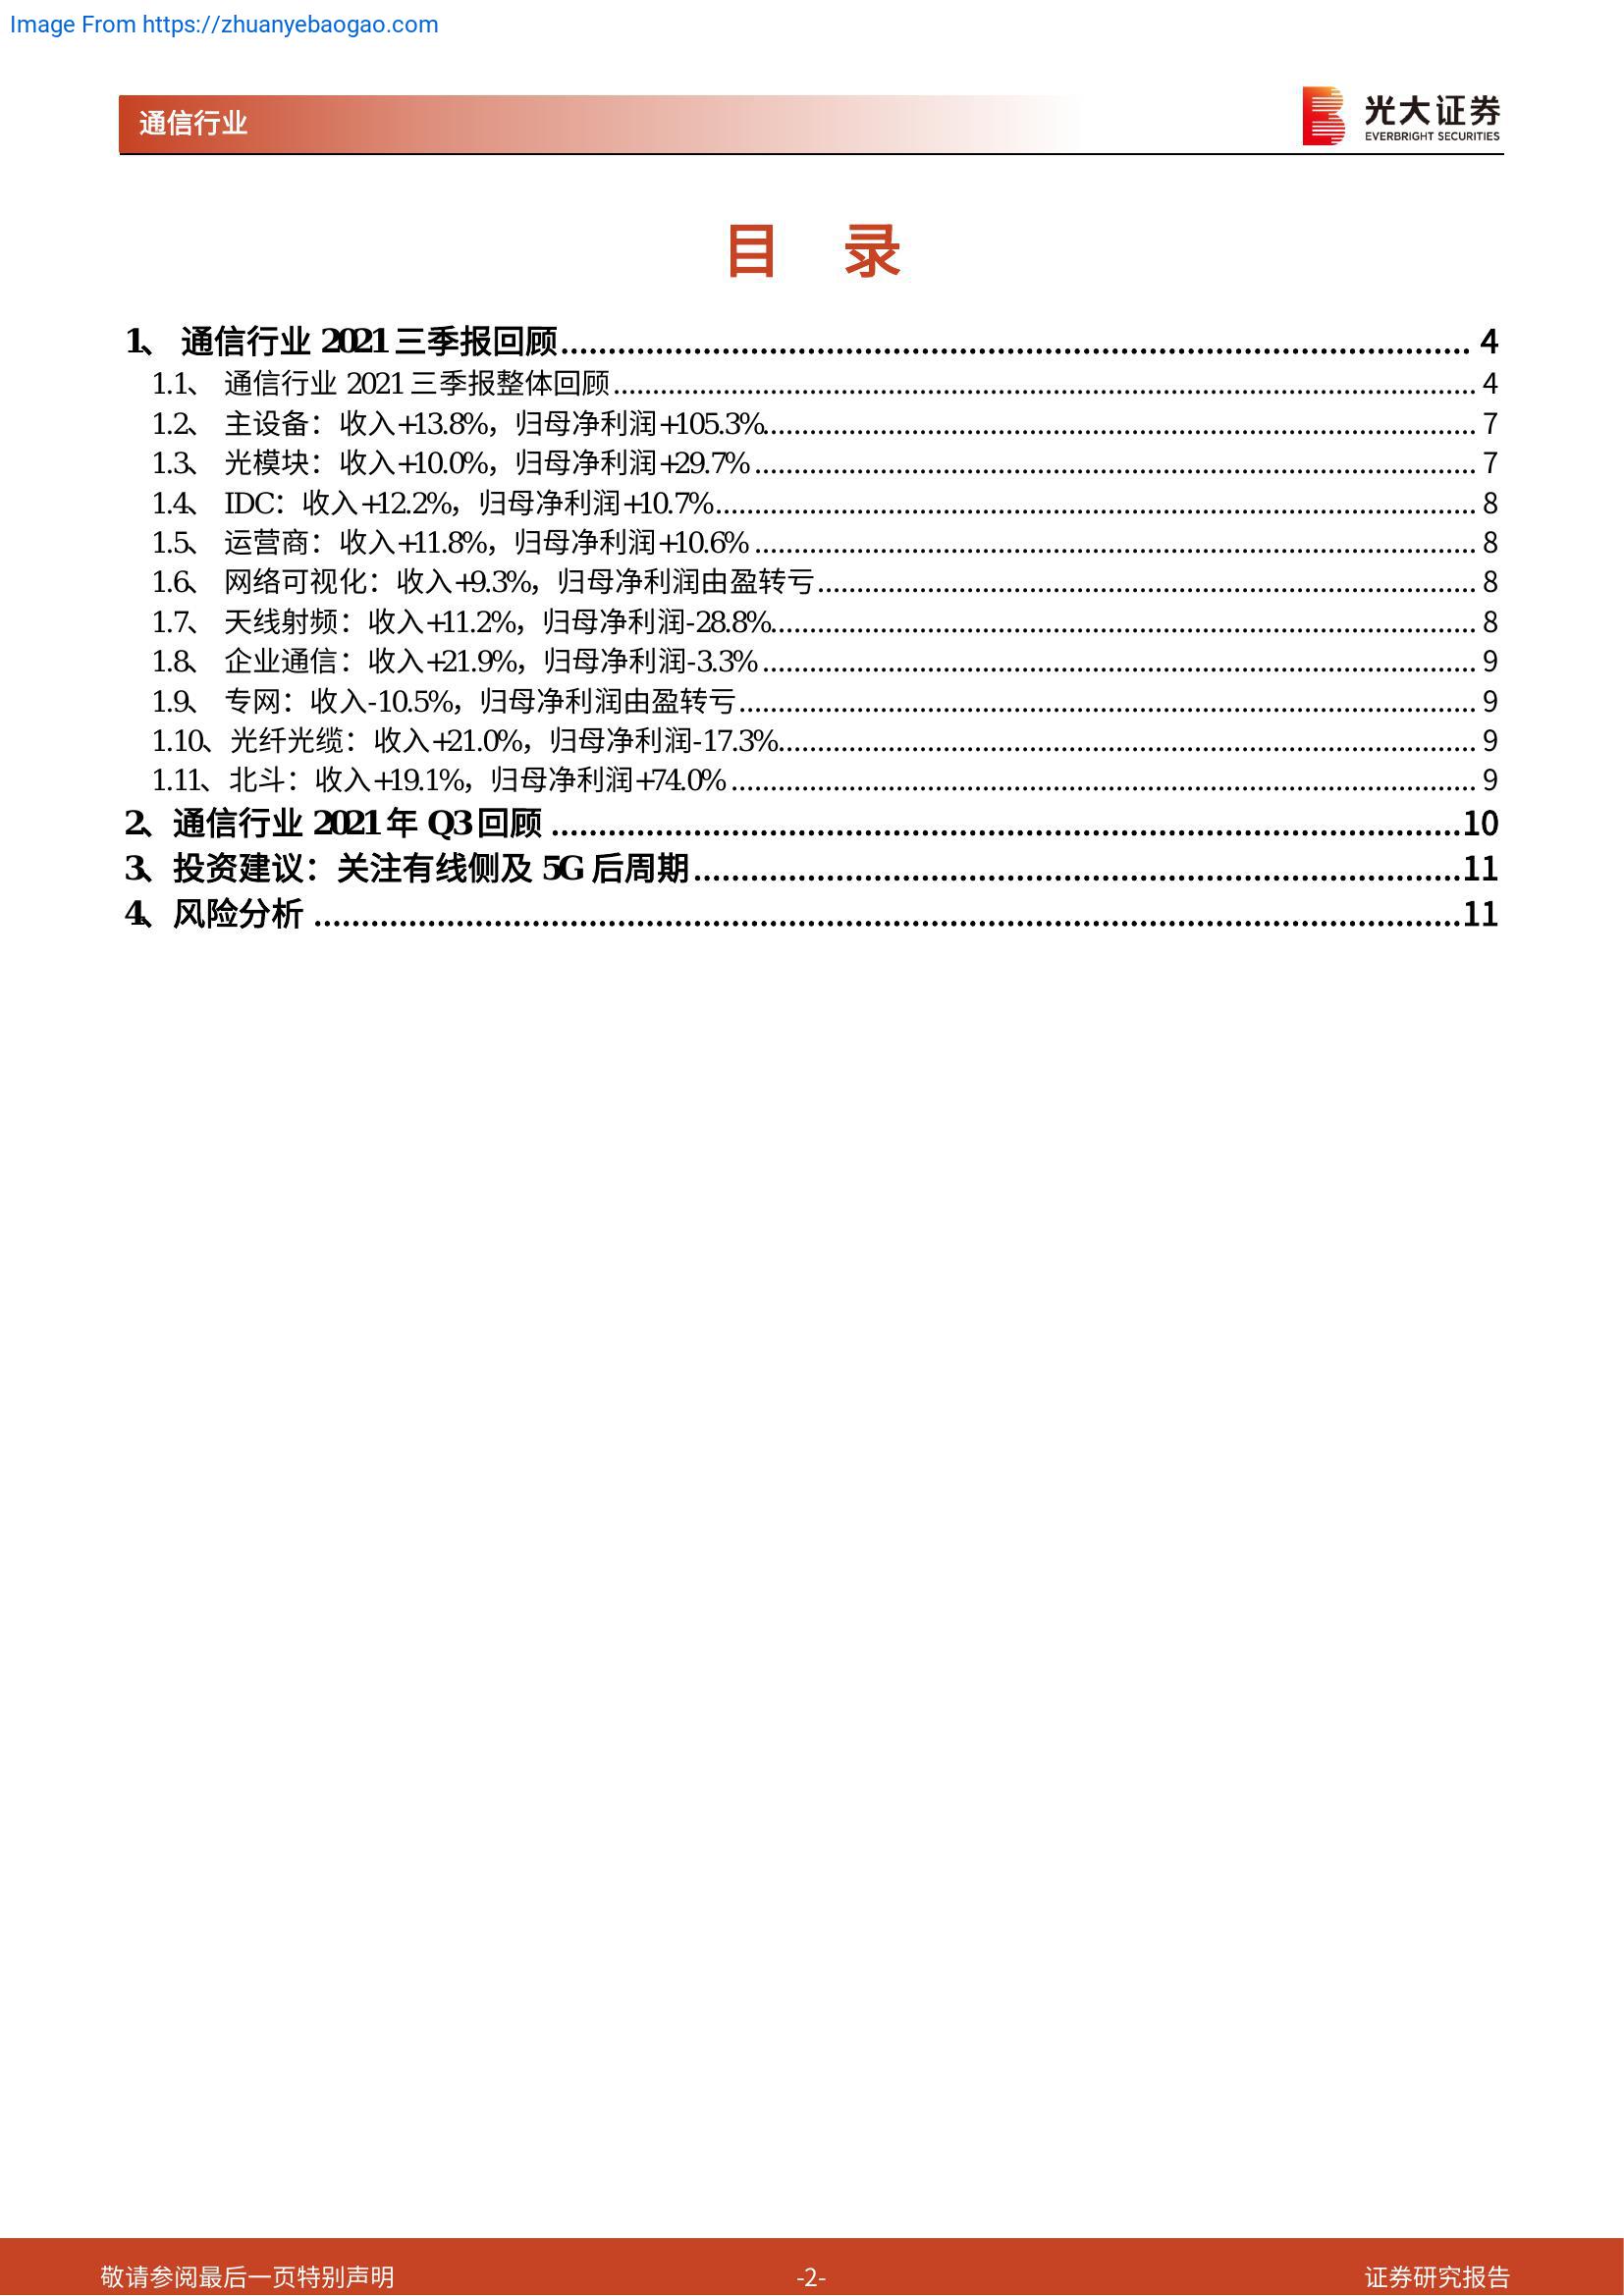 Image From https://zhuanyebaogao.com
通信行业
光大证券
EVERBRIGHT SECURITIES
目 录
1、 通信行业 2021 三季报回顾 4
1.1、 通信行业 2021 三季报整体回顾 4
1.2、 主设备：收入+13.8%，归母净利润+105.3% 7
1.3、 光模块：收入+10.0%，归母净利润+29.7% 7
1.4、 IDC：收入+12.2%，归母净利润+10.7% 8
1.5、 运营商：收入+11.8%，归母净利润+10.6% 8
1.6、 网络可视化：收入+9.3%，归母净利润由盈转亏 8
1.7、 天线射频：收入+11.2%，归母净利润-28.8% 8
1.8、 企业通信：收入+21.9%，归母净利润-3.3% 9
1.9、 专网：收入-10.5%，归母净利润由盈转亏 9
1.10、光纤光缆：收入+21.0%，归母净利润-17.3% 9
1.11、北斗：收入+19.1%，归母净利润+74.0% 9
2、通信行业 2021 年 Q3 回顾 10
3、投资建议：关注有线侧及 5G 后周期 11
4、风险分析 11
敬请参阅最后一页特别声明 -2- 证券研究报告